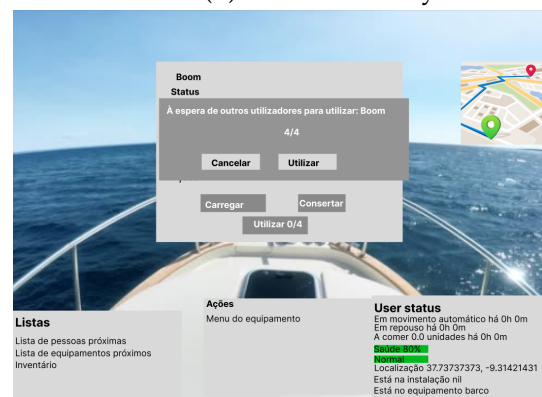 Boom
Status
À espera de outros utilizadores para utilizar: Boom
4/4
Cancelar Utilizar
Carregar Consertar
Utilizar 0/4
Listas
Lista de pessoas próximas
Lista de equipamentos próximos
Inventário
Ações
Menu do equipamento
User status
Em movimento automático há 0h 0m
Em repouso há 0h 0m
A comer 0.0 unidades há 0h 0m
Saúde 80%
Normal
Localização 37.73737373, -9.31421431
Está na instalação nil
Está no equipamento barco